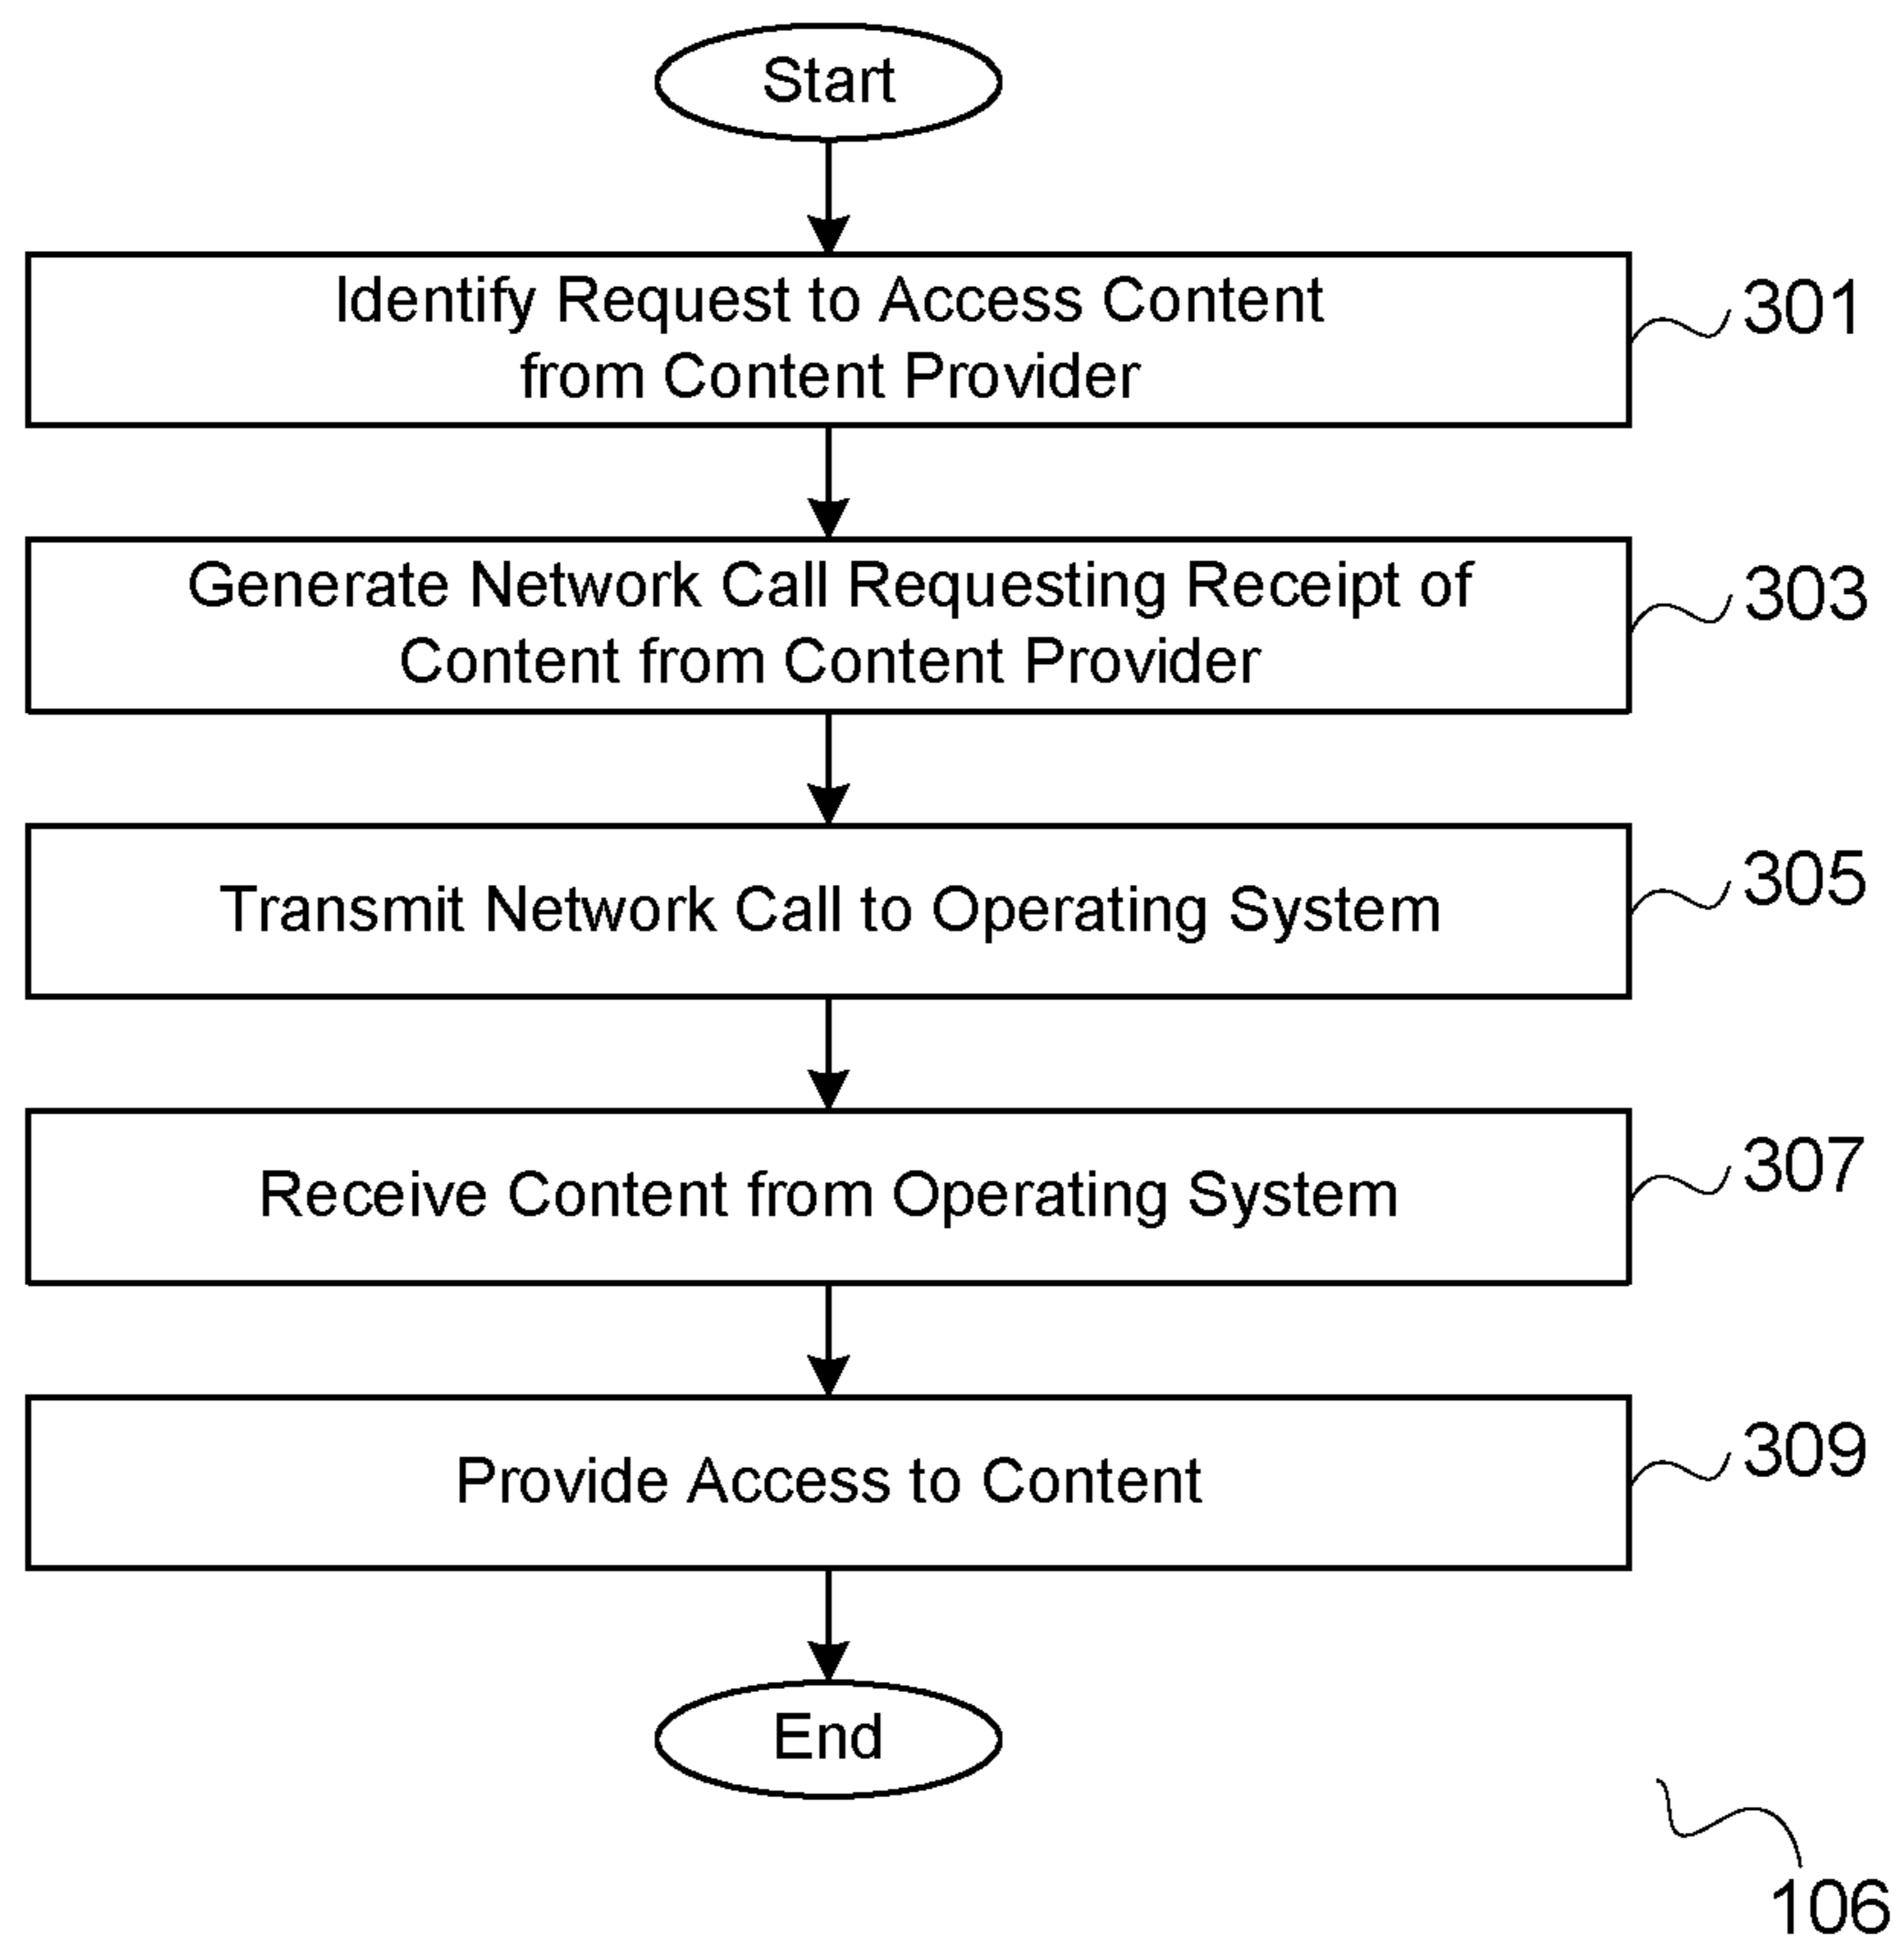 Start
Identify Request to Access Content
from Content Provider
301
Generate Network Call Requesting Receipt of
Content from Content Provider
303
Transmit Network Call to Operating System
305
Receive Content from Operating System
307
Provide Access to Content
309
End
106